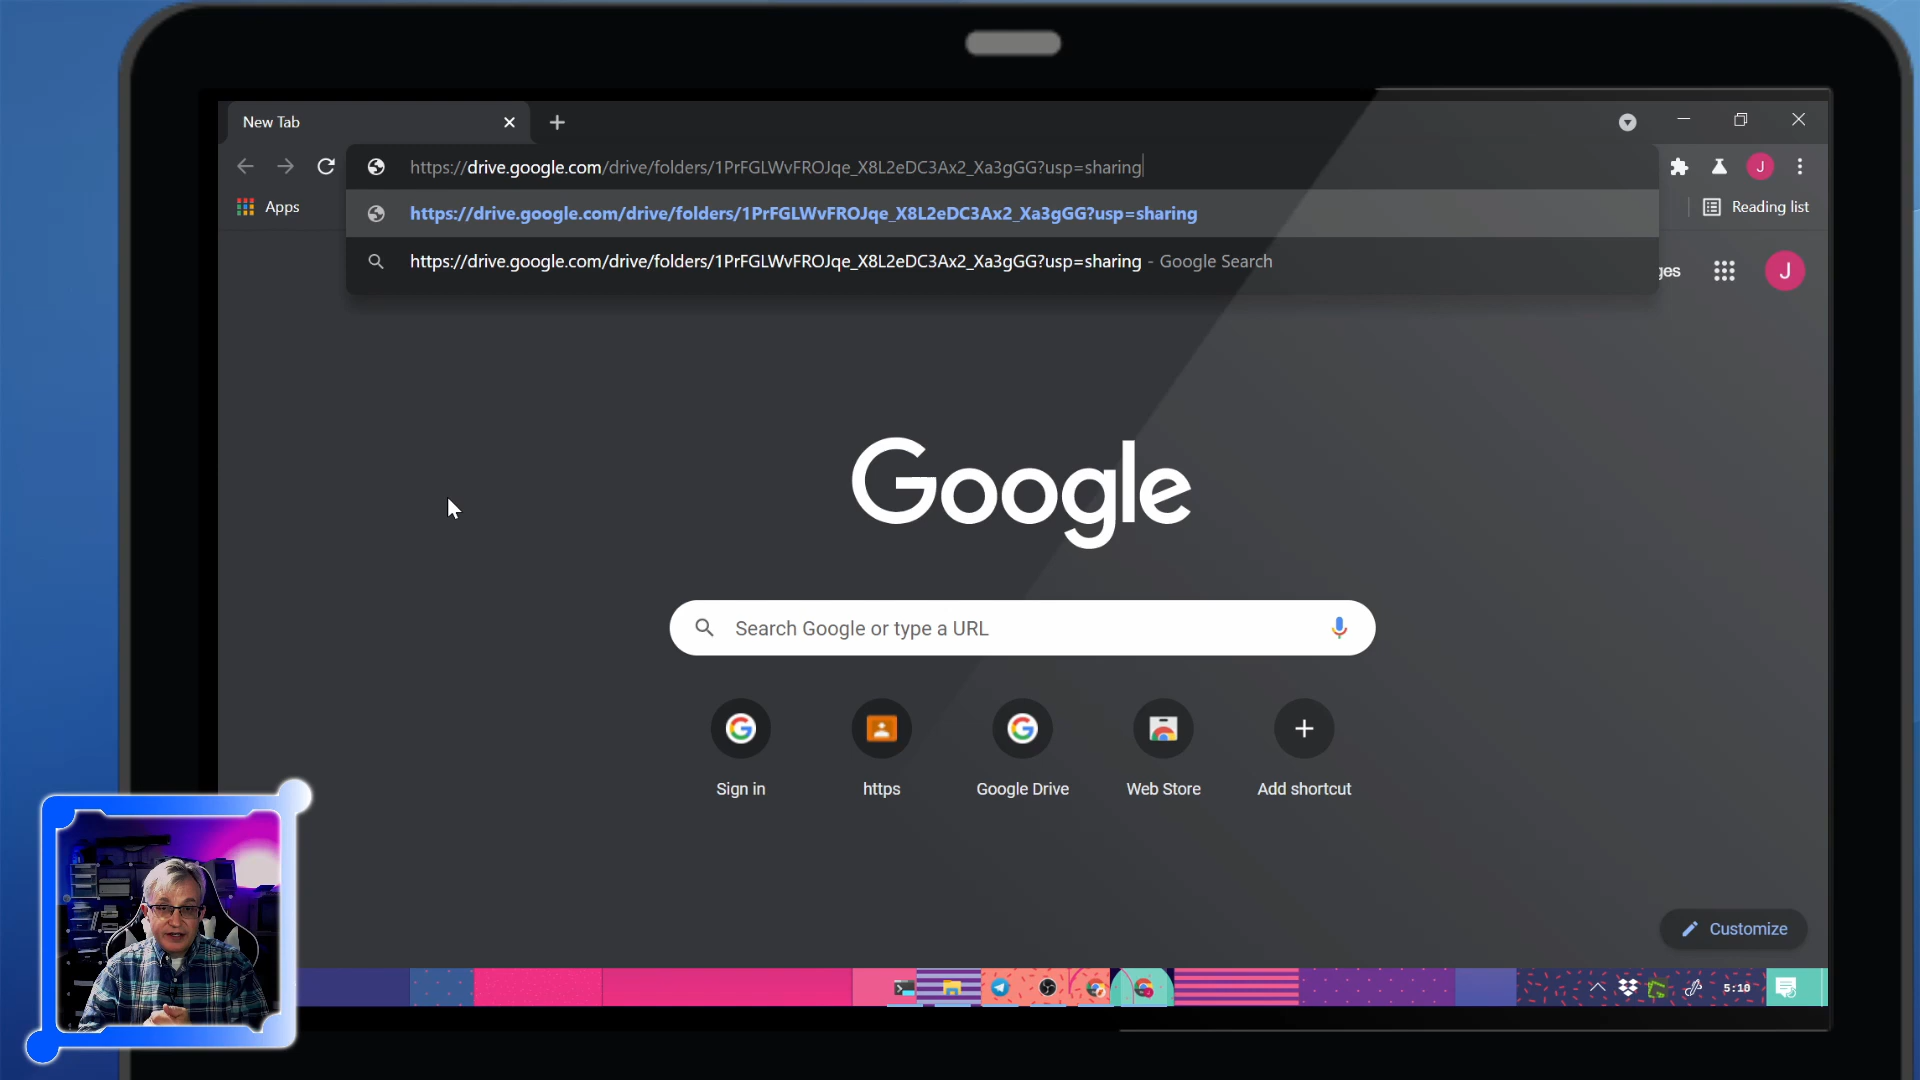 New Tab
https://drive.google.com/drive/folders/1PrFGLWvFROJqe_X8L2eDC3Ax2_Xa3gGG?usp=sharing
J
Apps
https://drive.google.com/drive/folders/1PrFGLWvFROJqe_X8L2eDC3Ax2_Xa3gGG?usp=sharing
Reading list
https://drive.google.com/drive/folders/1PrFGLWvFROJqe_X8L2eDC3Ax2_Xa3gGG?usp=sharing - Google Search
ges
J
Google
Search Google or type a URL
Sign in
https
Google Drive
Web Store
Add shortcut
Customize
5:10